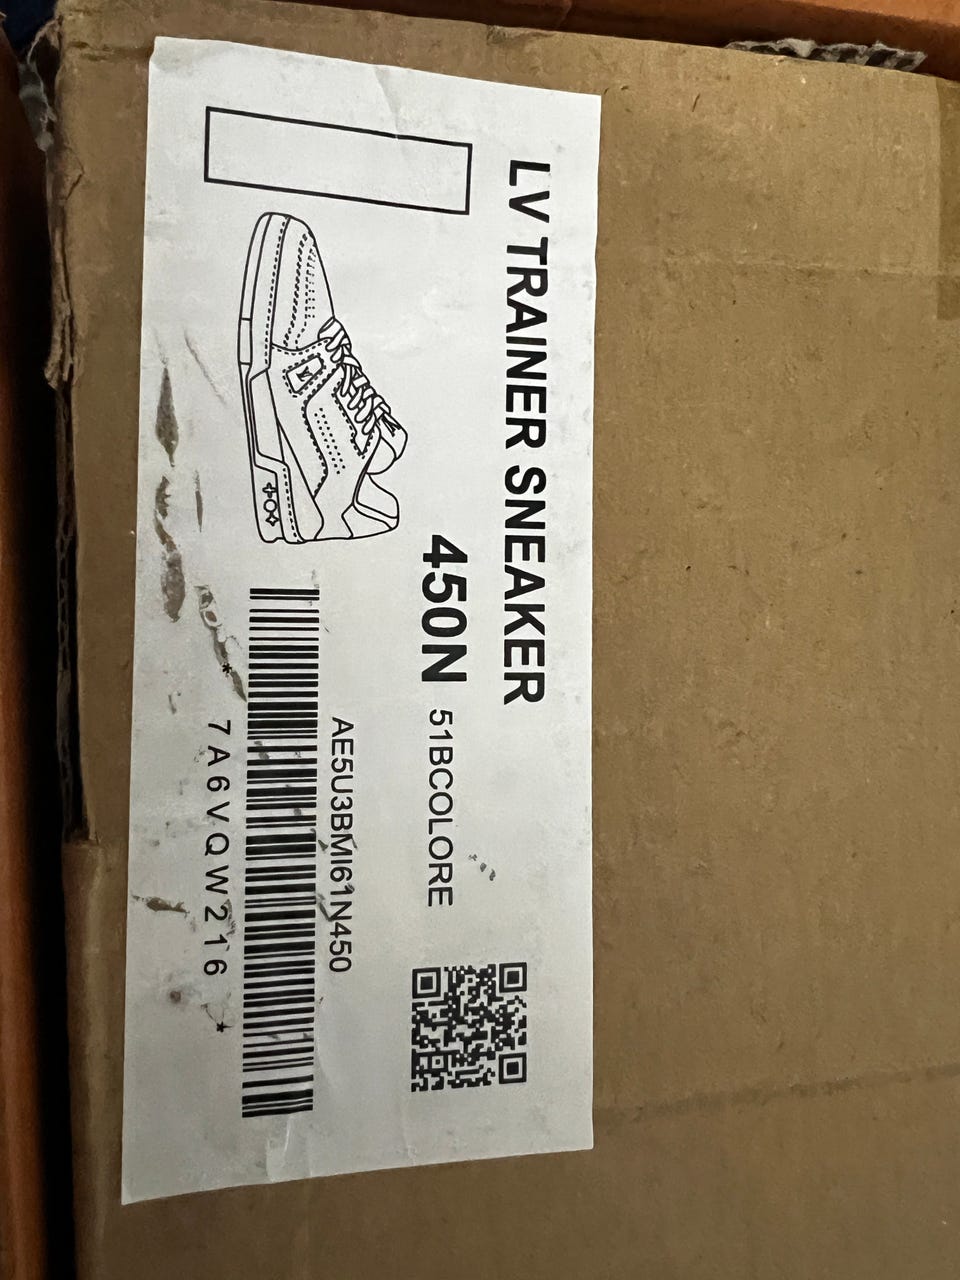 LV TRAINER SNEAKER
450N 51BCOLORE
AE5U3BMI61N450
*7A6VQW216*